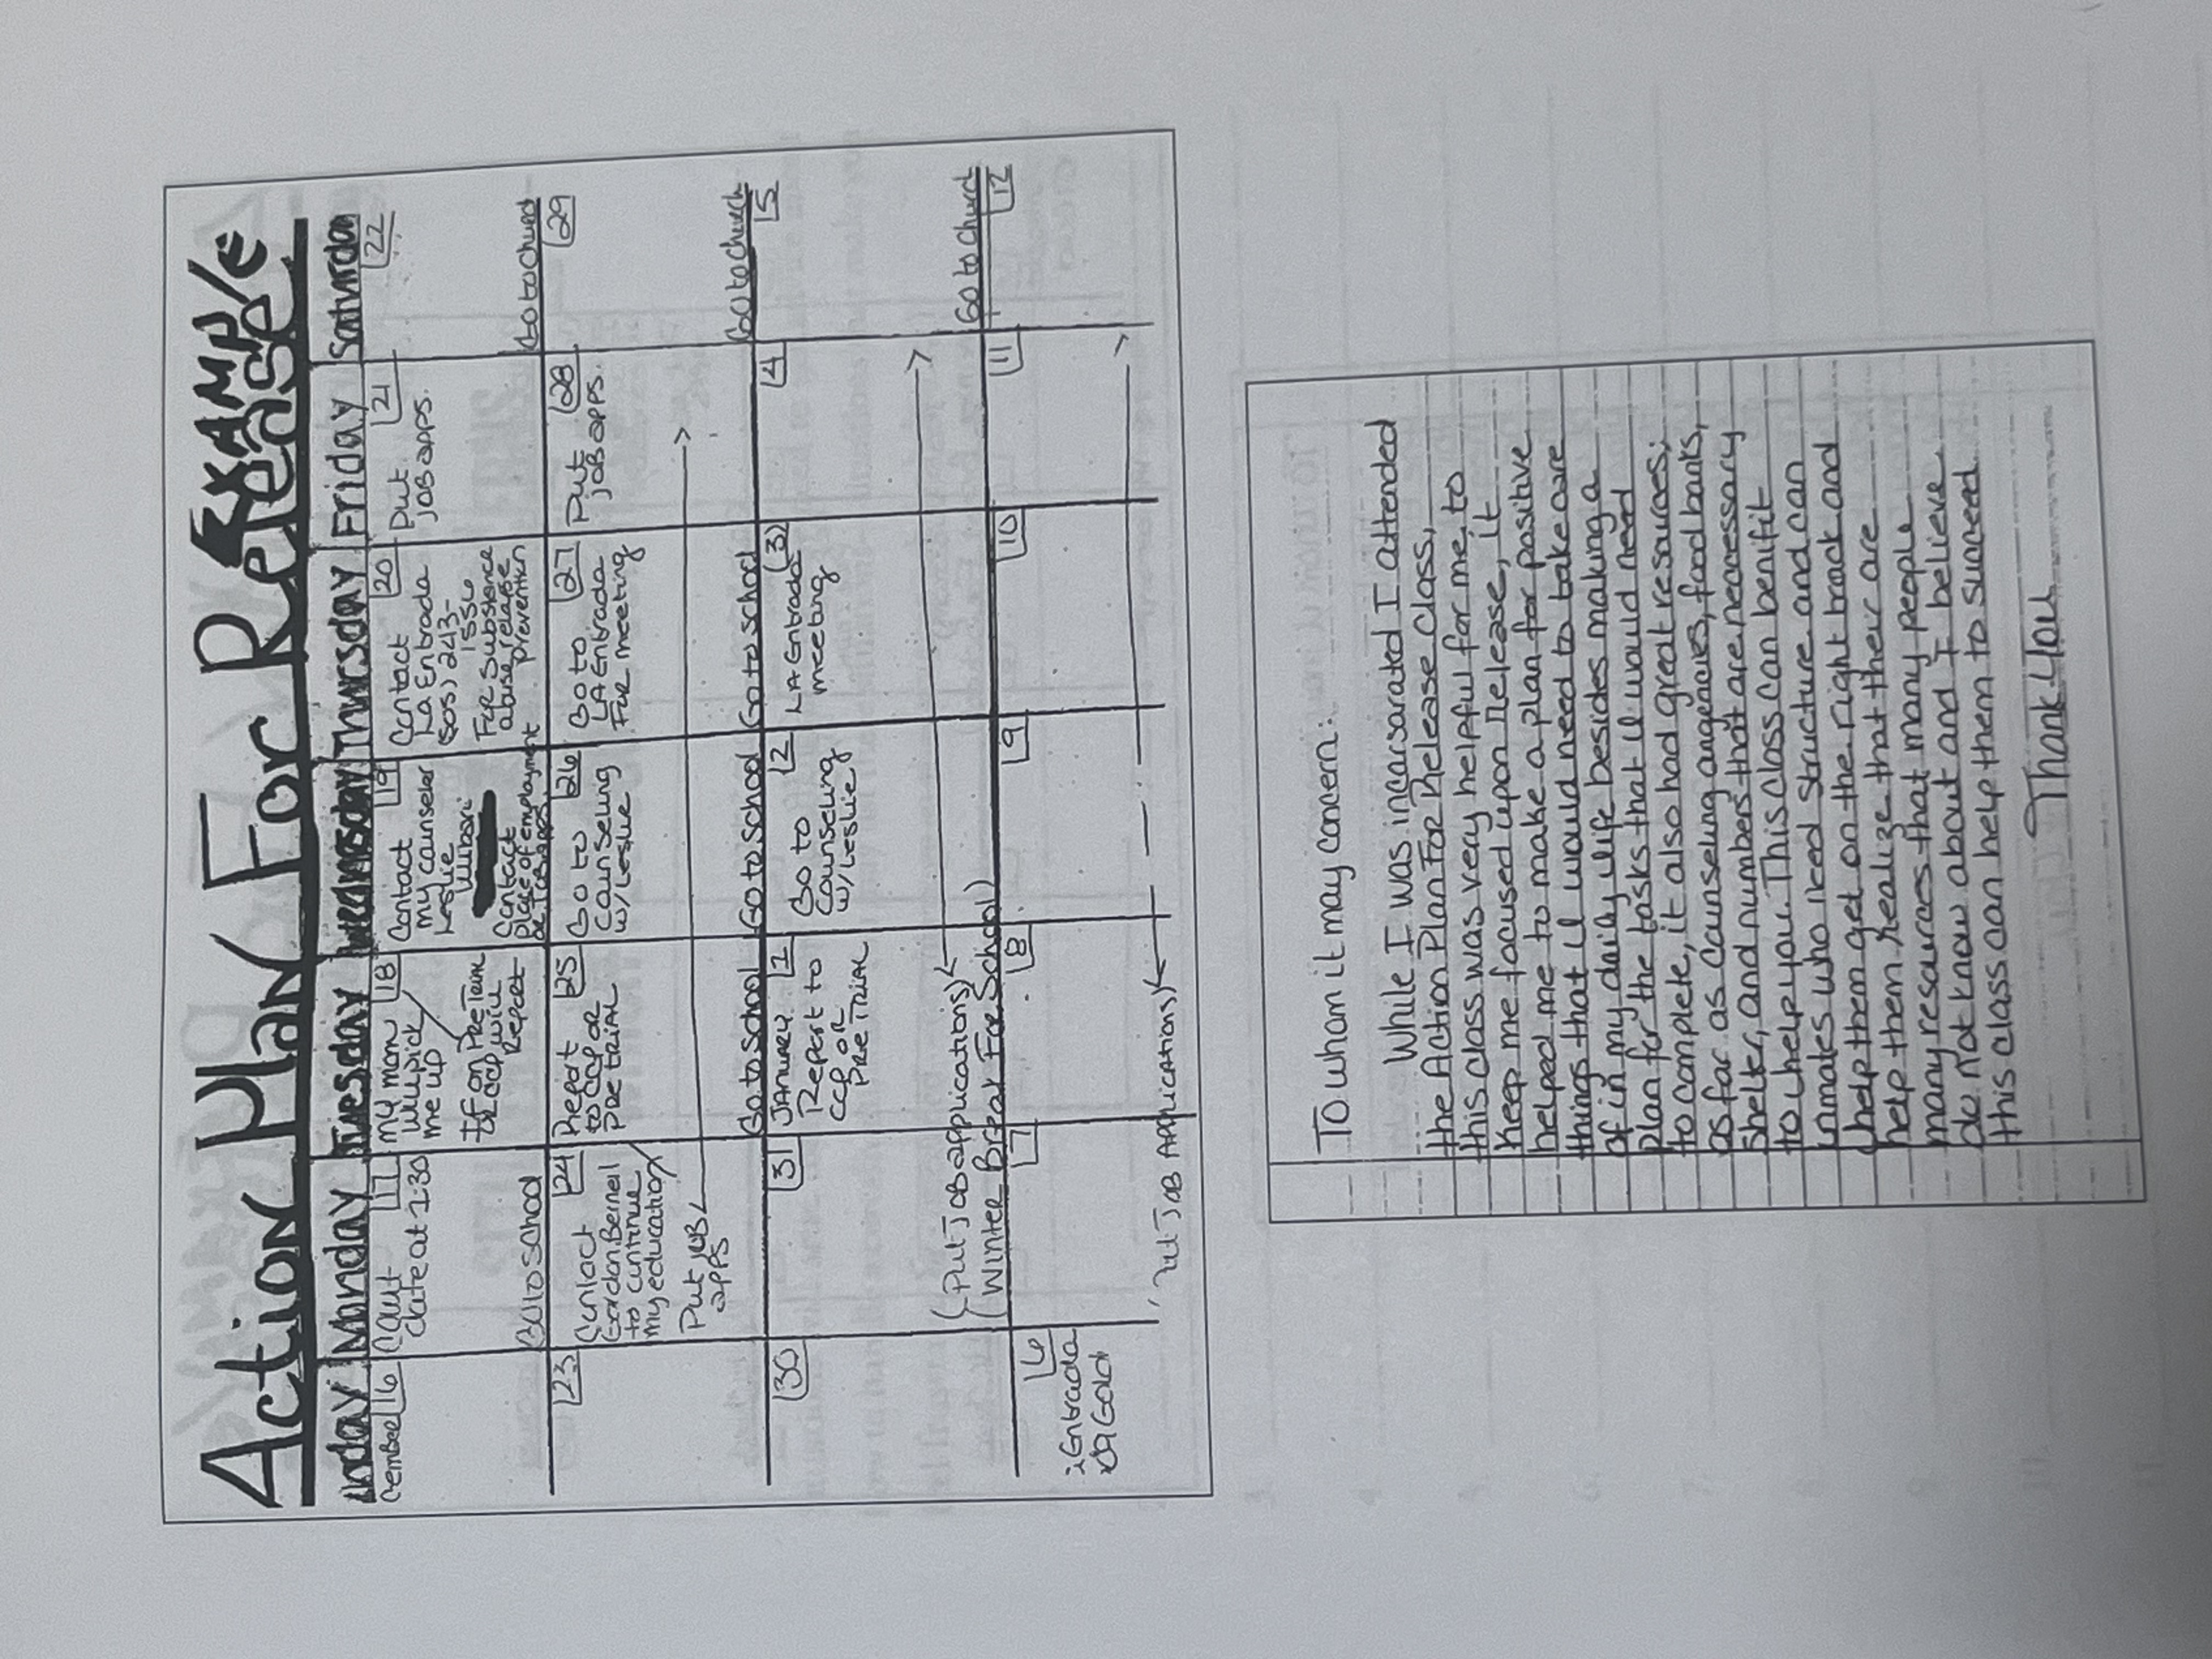 Action Plan For Release
EXAMPlE
unday Monday Tuesday Wednesday Thursday Friday Saturday
cember 16
17
Court
date at 1:30
Go to School
18
My mom
will pick
me up
If on PreTrial
or CCP will
Report
19
Contact
my counselor
Leslie
Contact
place of employment
or JOB apps.
20
Contact
La Entrada
(505) 243-
1556
For Substance
abuse relapse
Prevention
21
Put
JOB apps.
22
Go to Church
23
24
Contact
Gordon Bernell
to continue
my education
Put JOB
apps
25
Report
to CCP OR
PRE TRIAL
Go to School
26
Go to
Counseling
w/ Leslie
Go to School
27
Go to
LA Entrada
For meeting
Go to School
28
Put
JOB apps.
29
Go to Church
30
31
JANUARY 1
Report to
CCP OR
PRE TRIAL
2
Go to
Counseling
w/ Leslie
3
LA Entrada
meeting
4
5
Go to Church
(Put JOB applications)
(Winter Break For School)
6
Entrada
Gold
7
8
9
10
11
12
Put JOB APPLICATIONS)
To whom it may concern:
While I was incarsarated I attended
the Action Plan For Release Class,
this class was very helpful for me to
keep me focused upon Release, it
helped me to make a plan for positive
things that I would need to take care
of in my daily life besides making a
plan for the tasks that I would need
to complete, it also had great resources;
as far as Counseling angencies, food banks,
Shelter, and numbers that are neccessary
to help you. This Class can benifit
inmates who need structure and can
help them get on the right track and
help them realize that their are
many resources that many people
do not know about and I believe
this class can help them to succeed.
Thank You